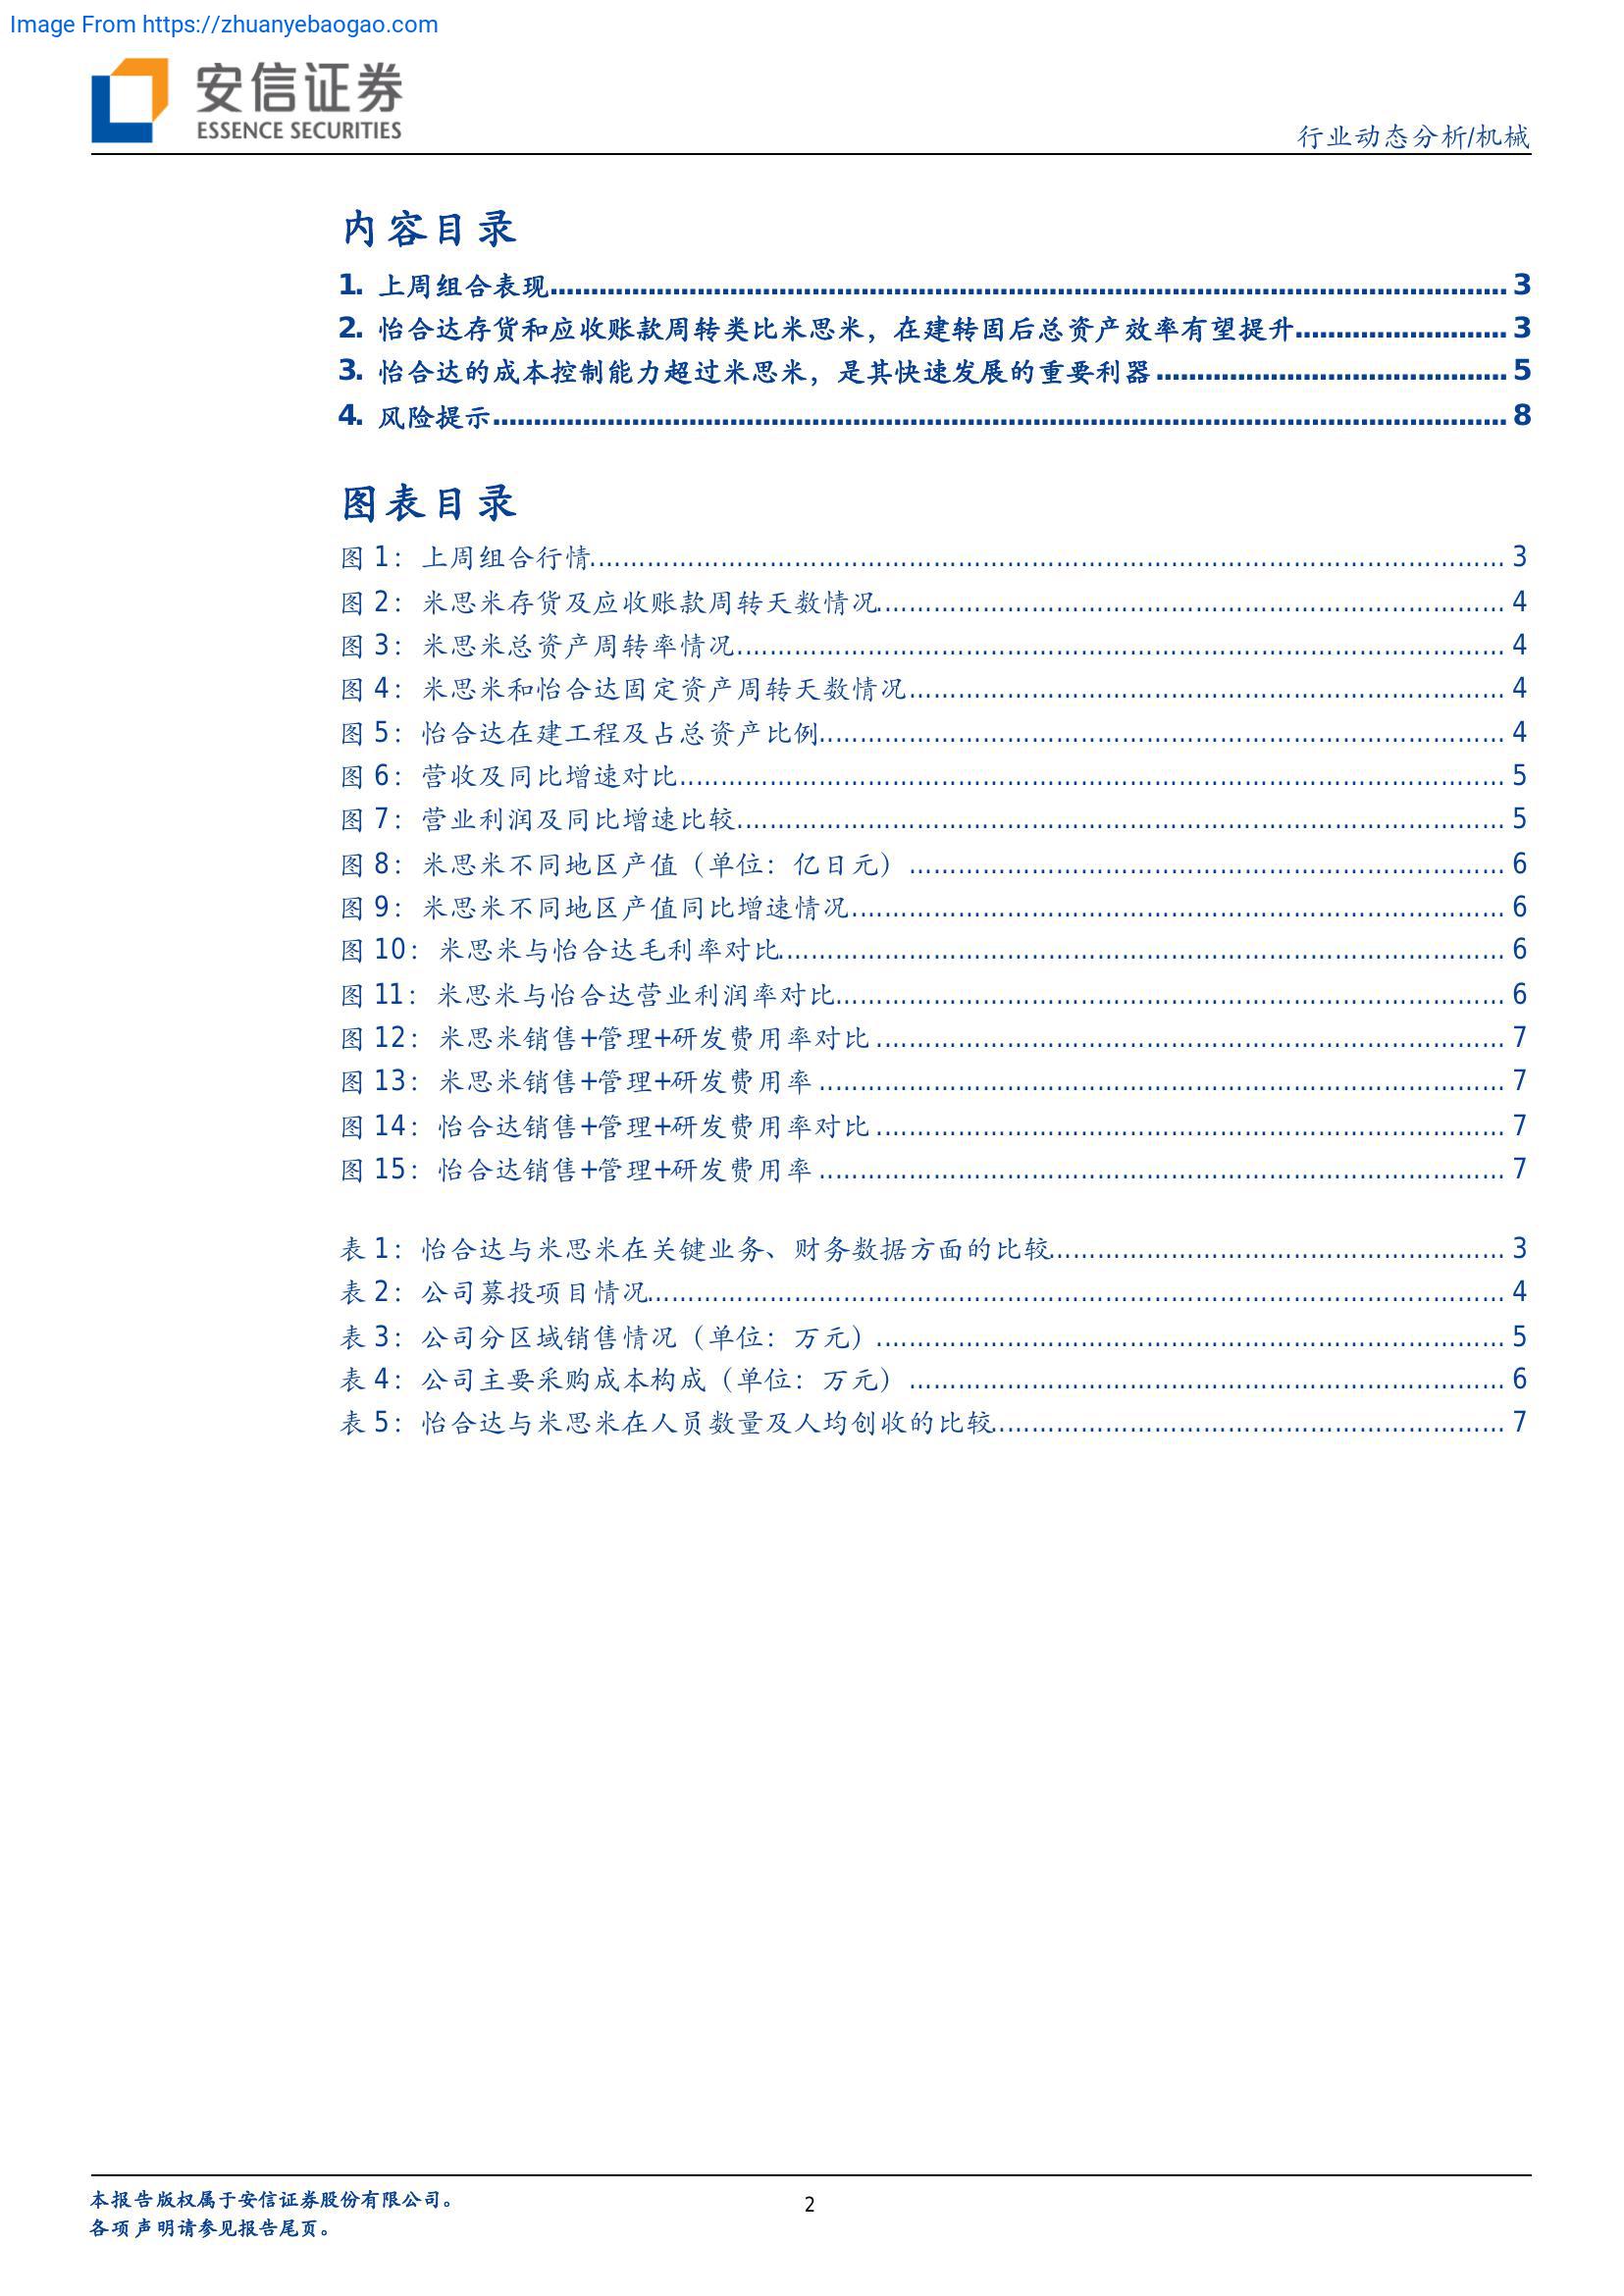 Image From https://zhuanyebaogao.com
安信证券
ESSENCE SECURITIES
行业动态分析/机械
内容目录
1. 上周组合表现 3
2. 怡合达存货和应收账款周转类比米思米，在建转固后总资产效率有望提升 3
3. 怡合达的成本控制能力超过米思米，是其快速发展的重要利器 5
4. 风险提示 8
图表目录
图 1：上周组合行情 3
图 2：米思米存货及应收账款周转天数情况 4
图 3：米思米总资产周转率情况 4
图 4：米思米和怡合达固定资产周转天数情况 4
图 5：怡合达在建工程及占总资产比例 4
图 6：营收及同比增速对比 5
图 7：营业利润及同比增速比较 5
图 8：米思米不同地区产值（单位：亿日元） 6
图 9：米思米不同地区产值同比增速情况 6
图 10：米思米与怡合达毛利率对比 6
图 11：米思米与怡合达营业利润率对比 6
图 12：米思米销售+管理+研发费用率对比 7
图 13：米思米销售+管理+研发费用率 7
图 14：怡合达销售+管理+研发费用率对比 7
图 15：怡合达销售+管理+研发费用率 7
表 1：怡合达与米思米在关键业务、财务数据方面的比较 3
表 2：公司募投项目情况 4
表 3：公司分区域销售情况（单位：万元） 5
表 4：公司主要采购成本构成（单位：万元） 6
表 5：怡合达与米思米在人员数量及人均创收的比较 7
本报告版权属于安信证券股份有限公司。
2
各项声明请参见报告尾页。